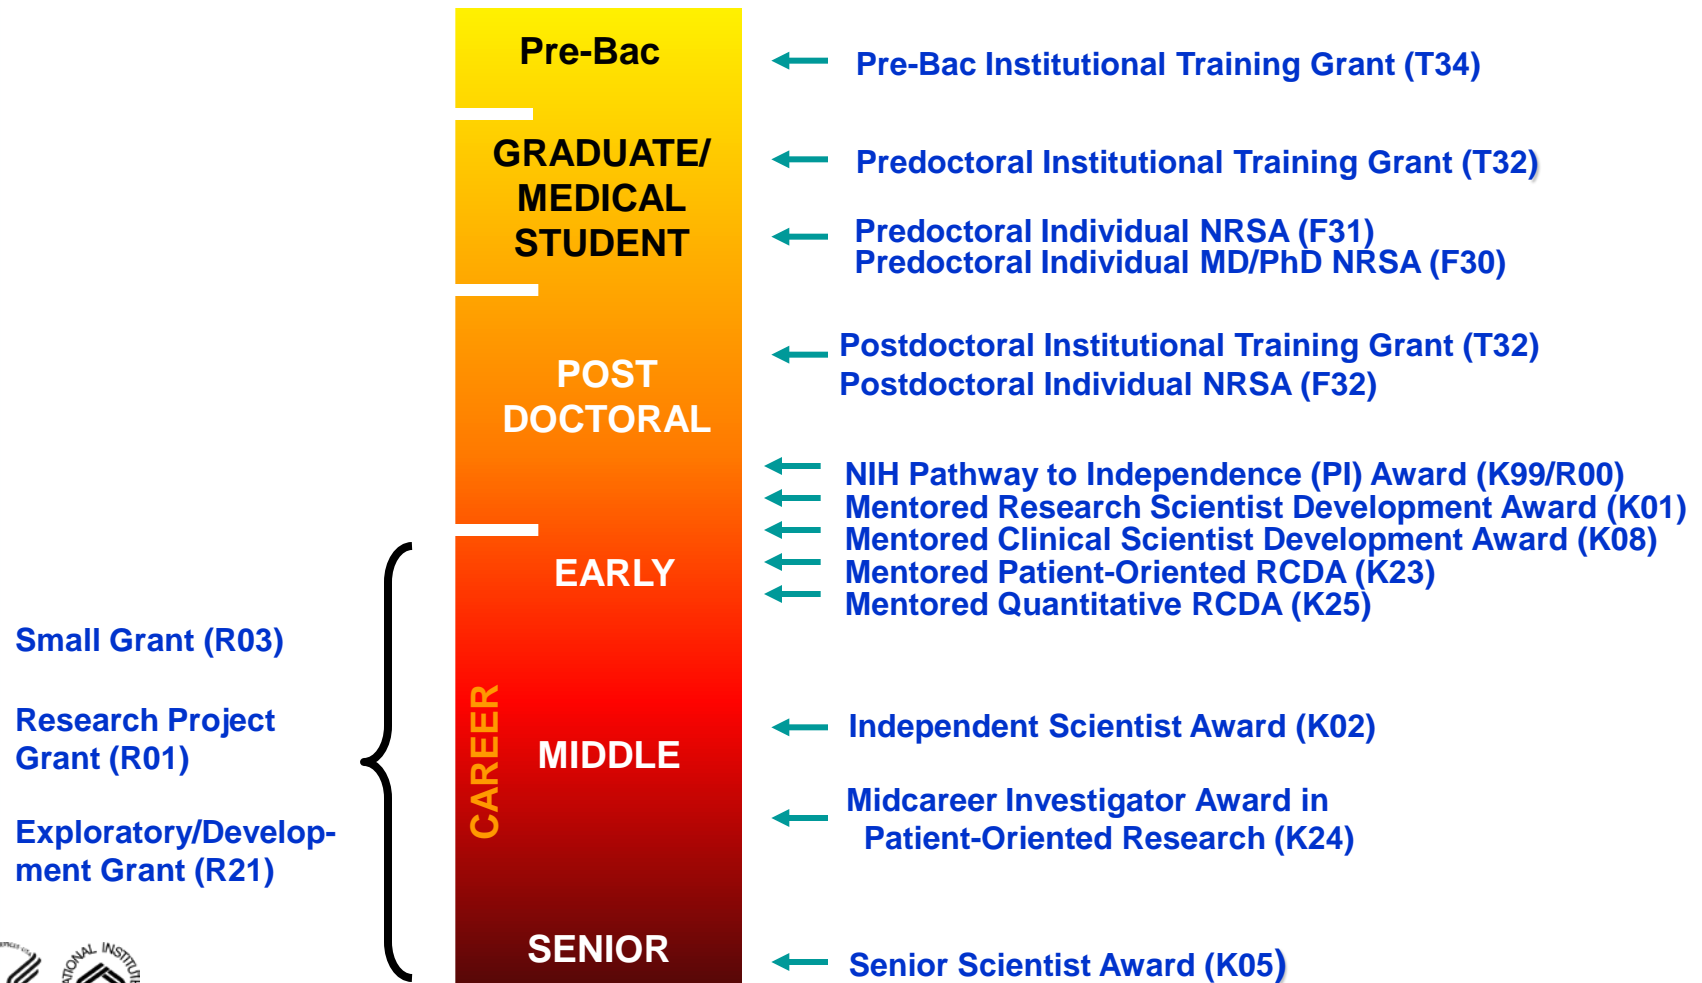 Pre-Bac
GRADUATE/
MEDICAL
STUDENT
POST
DOCTORAL
EARLY
CAREER
MIDDLE
SENIOR
Pre-Bac Institutional Training Grant (T34)
Predoctoral Institutional Training Grant (T32)
Predoctoral Individual NRSA (F31)
Predoctoral Individual MD/PhD NRSA (F30)
Postdoctoral Institutional Training Grant (T32)
Postdoctoral Individual NRSA (F32)
NIH Pathway to Independence (PI) Award (K99/R00)
Mentored Research Scientist Development Award (K01)
Mentored Clinical Scientist Development Award (K08)
Mentored Patient-Oriented RCDA (K23)
Mentored Quantitative RCDA (K25)
Independent Scientist Award (K02)
Midcareer Investigator Award in
Patient-Oriented Research (K24)
Senior Scientist Award (K05)
Small Grant (R03)
Research Project
Grant (R01)
Exploratory/Develop-
ment Grant (R21)